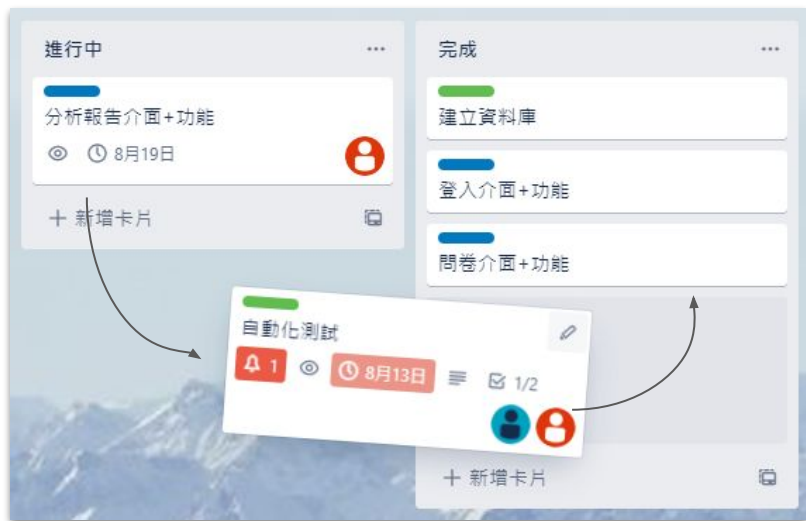 進行中
分析報告介面+功能
8月19日
新增卡片
完成
建立資料庫
登入介面+功能
問卷介面+功能
自動化測試
1
8月13日
1/2
新增卡片